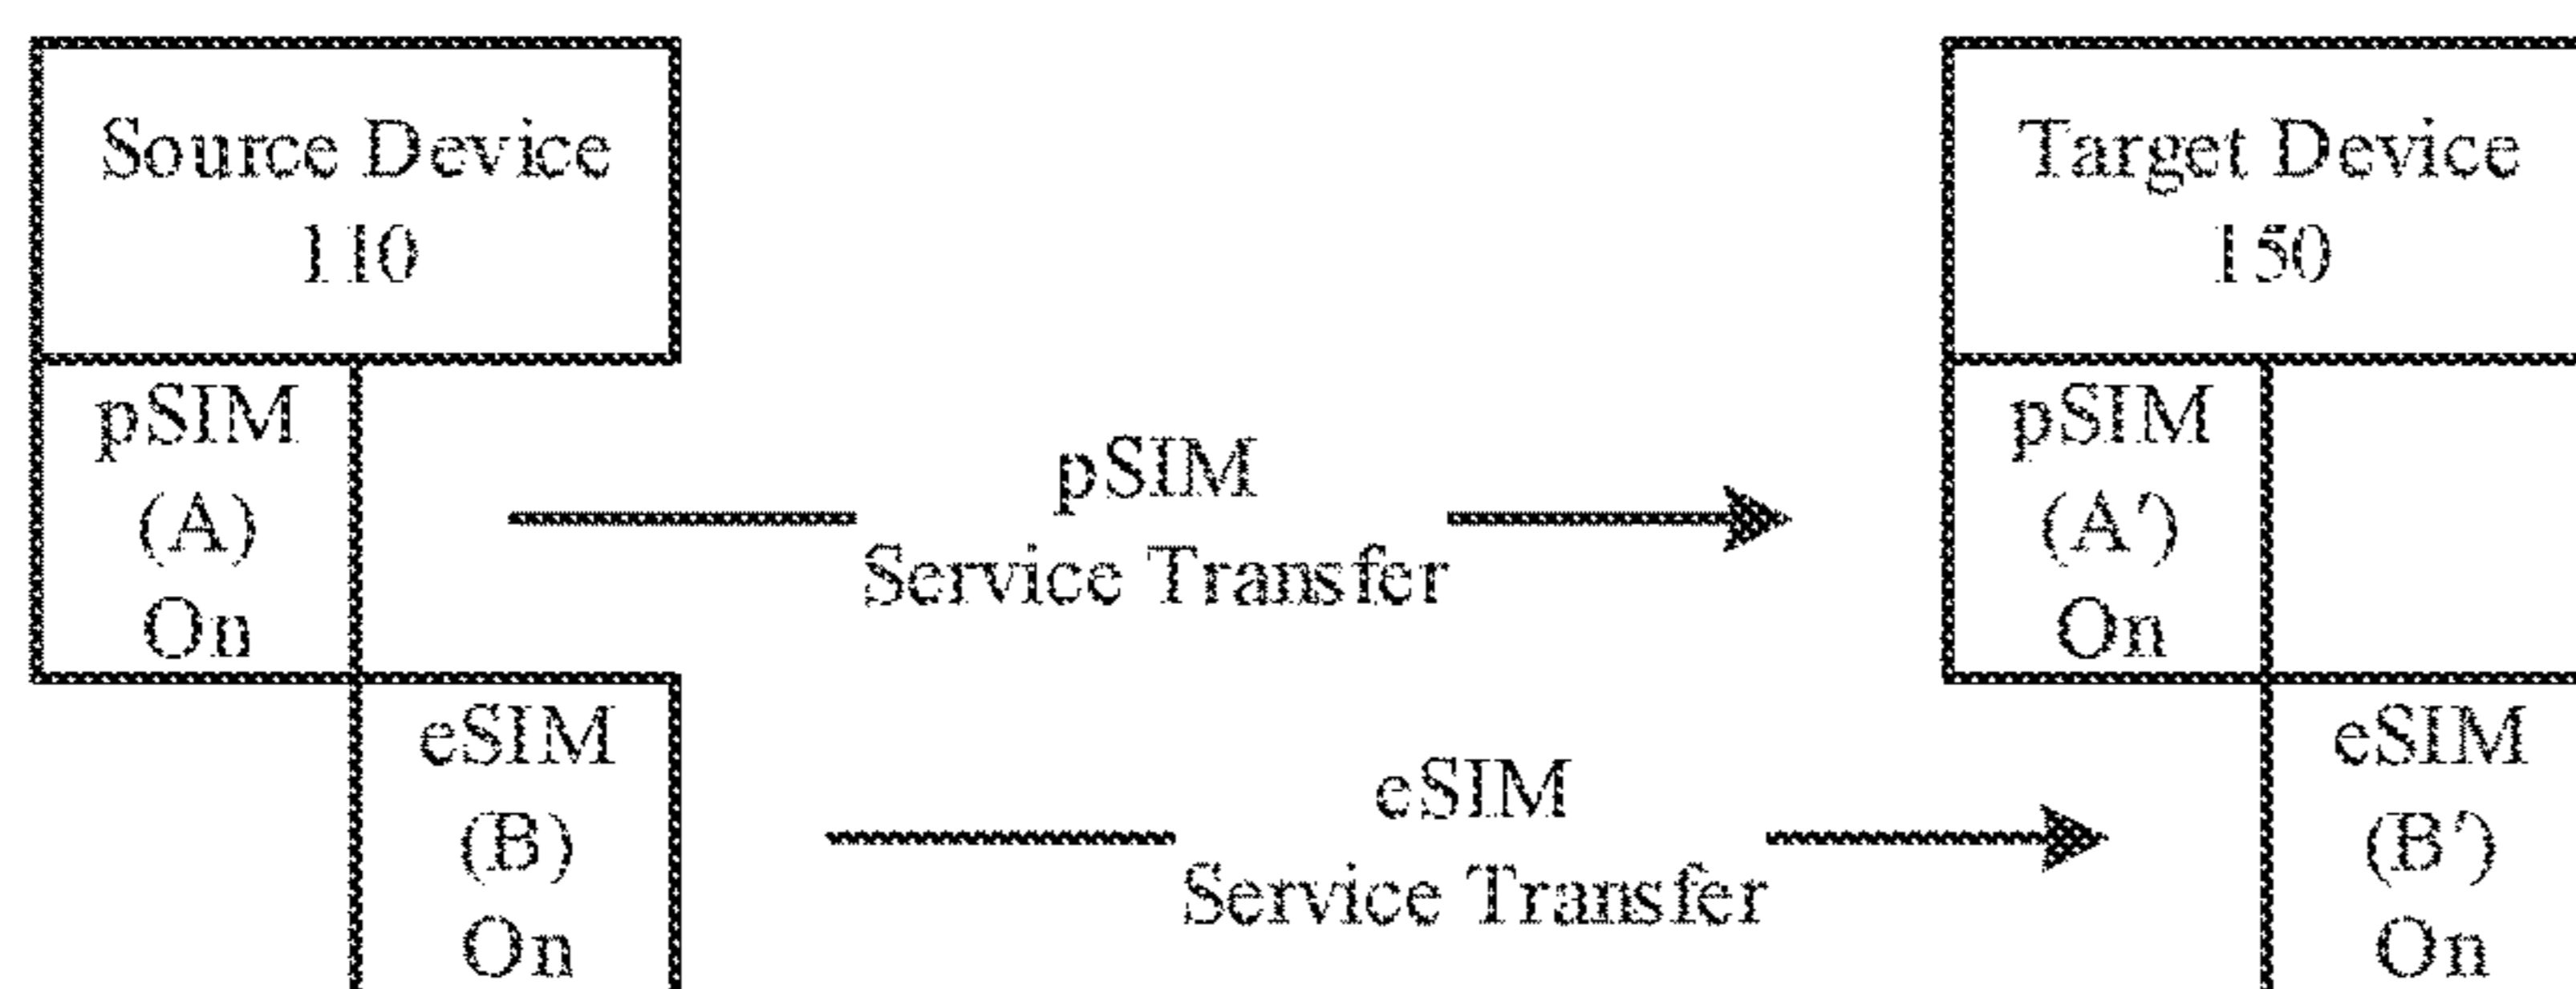 Source Device
110
Target Device
150
pSIM
(A)
On
pSIM
Service Transfer
pSIM
(A')
On
eSIM
(B)
On
eSIM
Service Transfer
eSIM
(B')
On